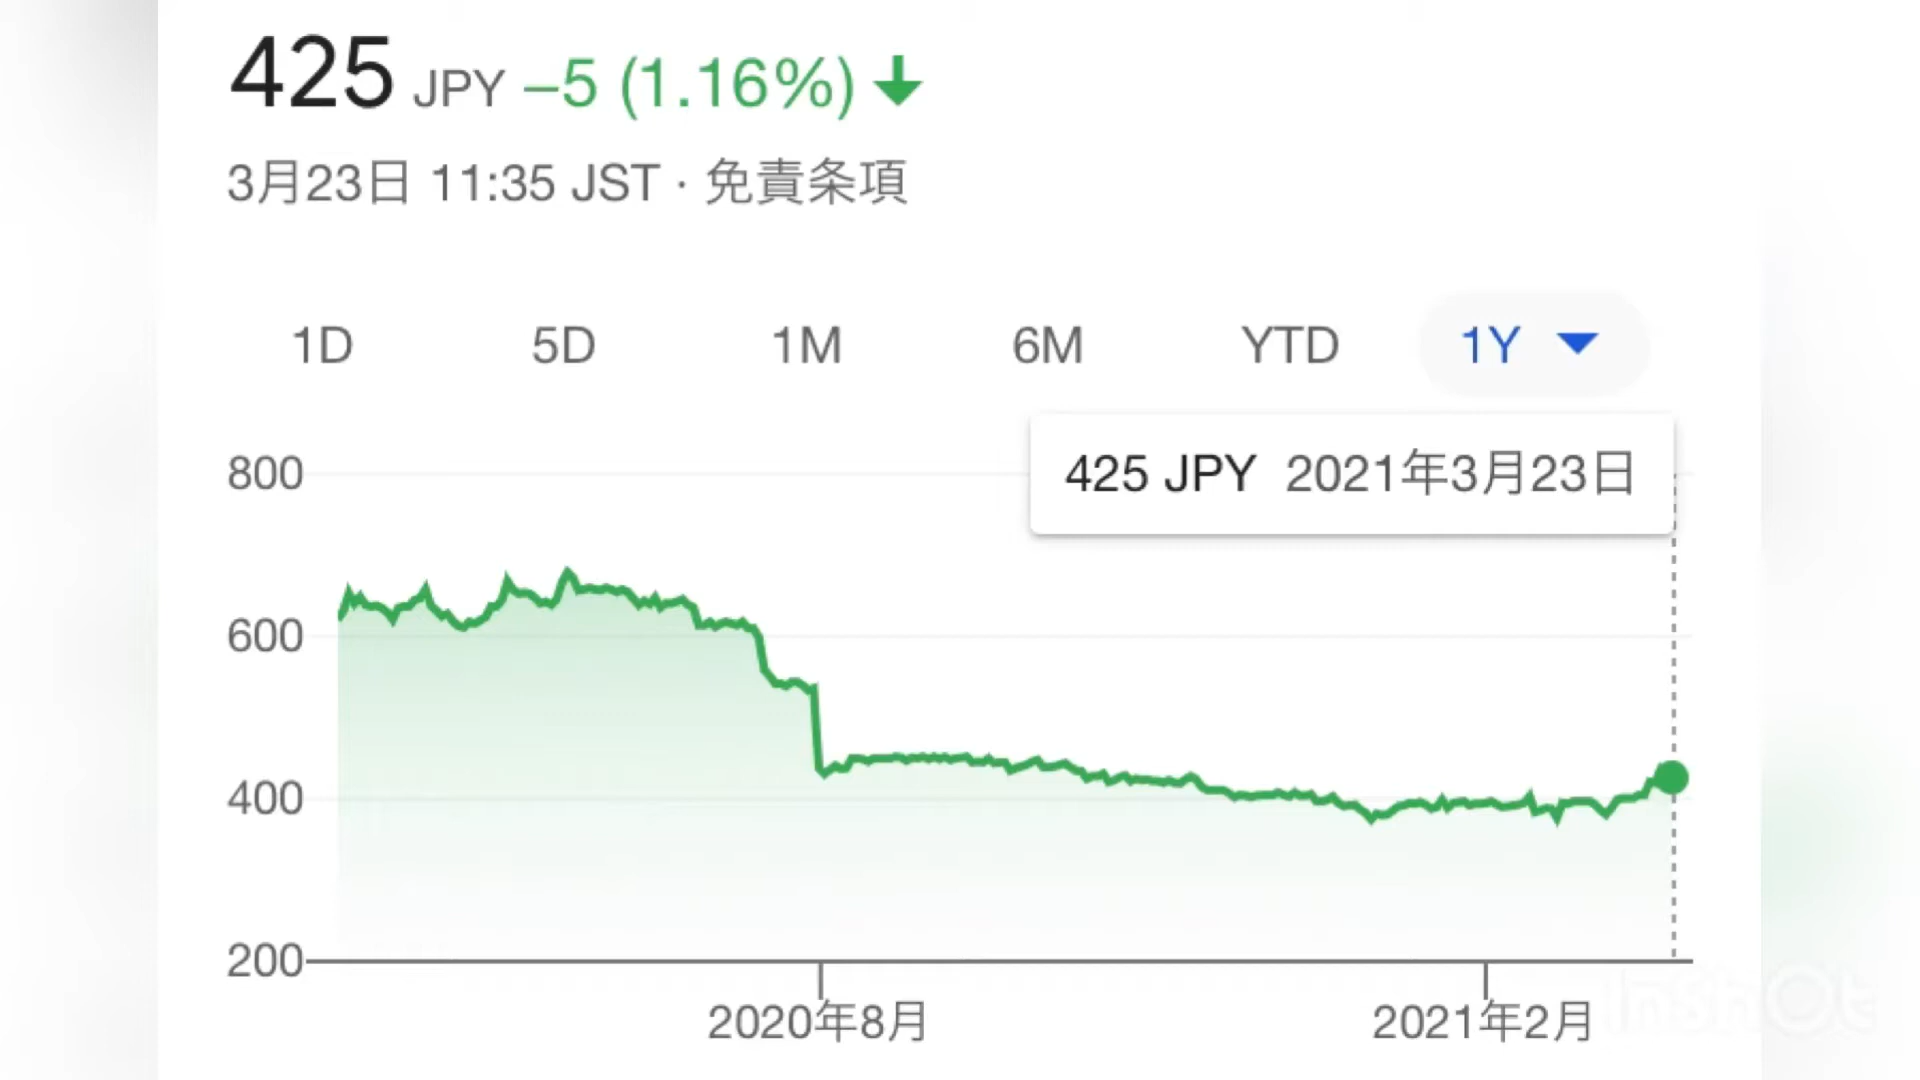 425 JPY –5 (1.16%) ↓
3月23日 11:35 JST · 免責条項
1D 5D 1M 6M YTD 1Y
425 JPY 2021年3月23日
800
600
400
200
2020年8月 2021年2月
InShOt